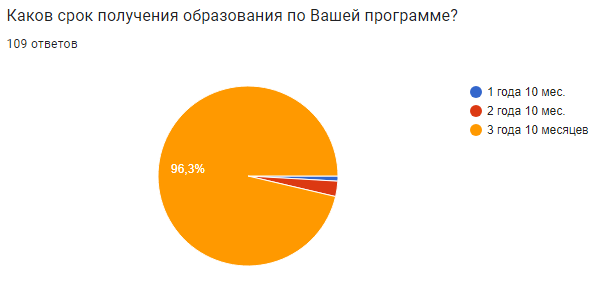 Каков срок получения образования по Вашей программе?
109 ответов
1 года 10 мес.
2 года 10 мес.
3 года 10 месяцев
96,3%